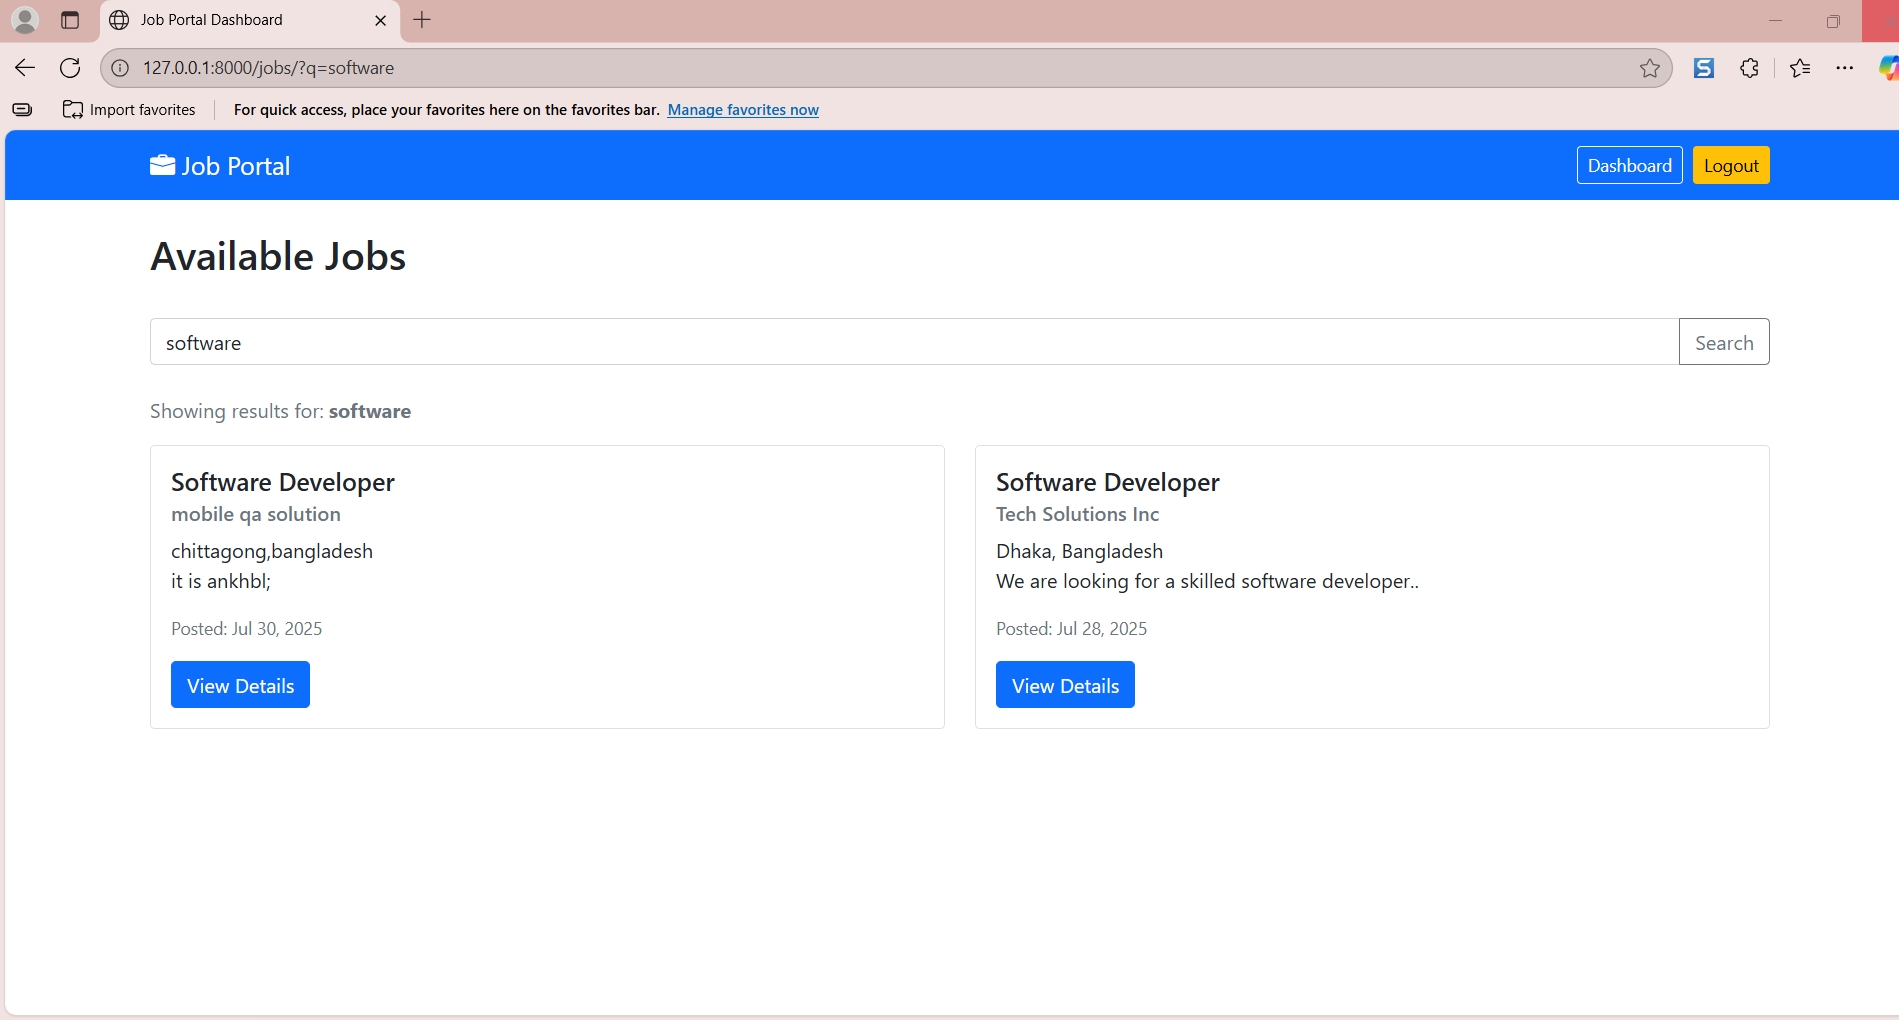 Job Portal Dashboard
127.0.0.1:8000/jobs/?q=software
Import favorites
For quick access, place your favorites here on the favorites bar. Manage favorites now
Job Portal
Dashboard
Logout
Available Jobs
software
Search
Showing results for: software
Software Developer
mobile qa solution
chittagong,bangladesh
it is ankhbl;
Posted: Jul 30, 2025
View Details
Software Developer
Tech Solutions Inc
Dhaka, Bangladesh
We are looking for a skilled software developer..
Posted: Jul 28, 2025
View Details